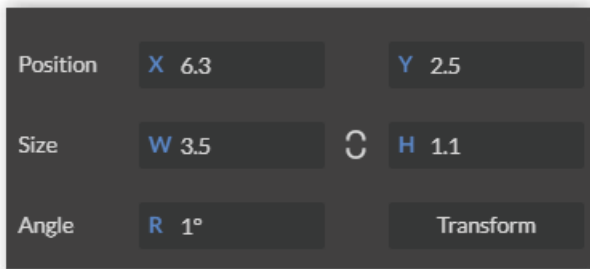 Position X 6.3 Y 2.5
Size W 3.5 H 1.1
Angle R 1° Transform